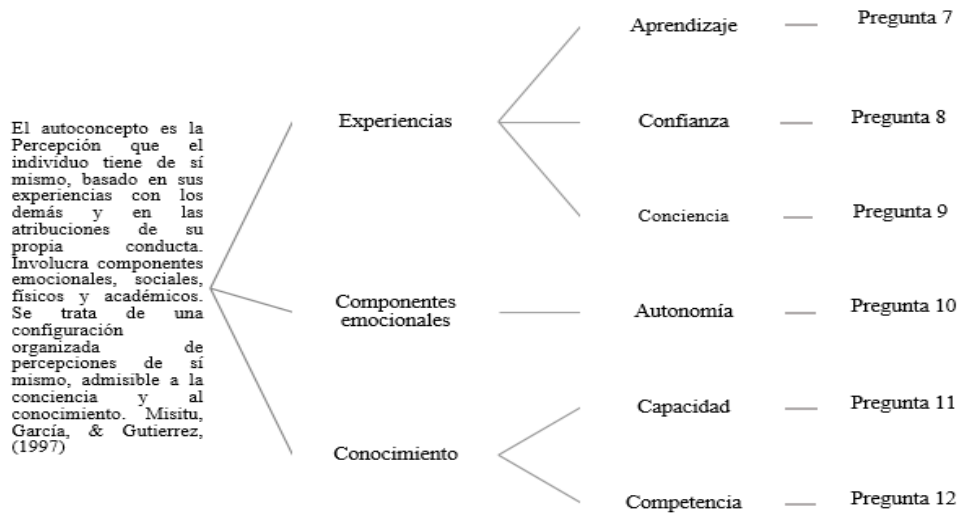 El autoconcepto es la
Percepción que el
individuo tiene de sí
mismo, basado en sus
experiencias con los
demás y en las
atribuciones de su
propia conducta.
Involucra componentes
emocionales, sociales,
físicos y académicos.
Se trata de una
configuración
organizada de
percepciones de sí
mismo, admisible a la
conciencia y al
conocimiento. Misitu,
García, & Gutierrez,
(1997)
Experiencias
Aprendizaje
Pregunta 7
Confianza
Pregunta 8
Conciencia
Pregunta 9
Componentes
emocionales
Autonomía
Pregunta 10
Conocimiento
Capacidad
Pregunta 11
Competencia
Pregunta 12